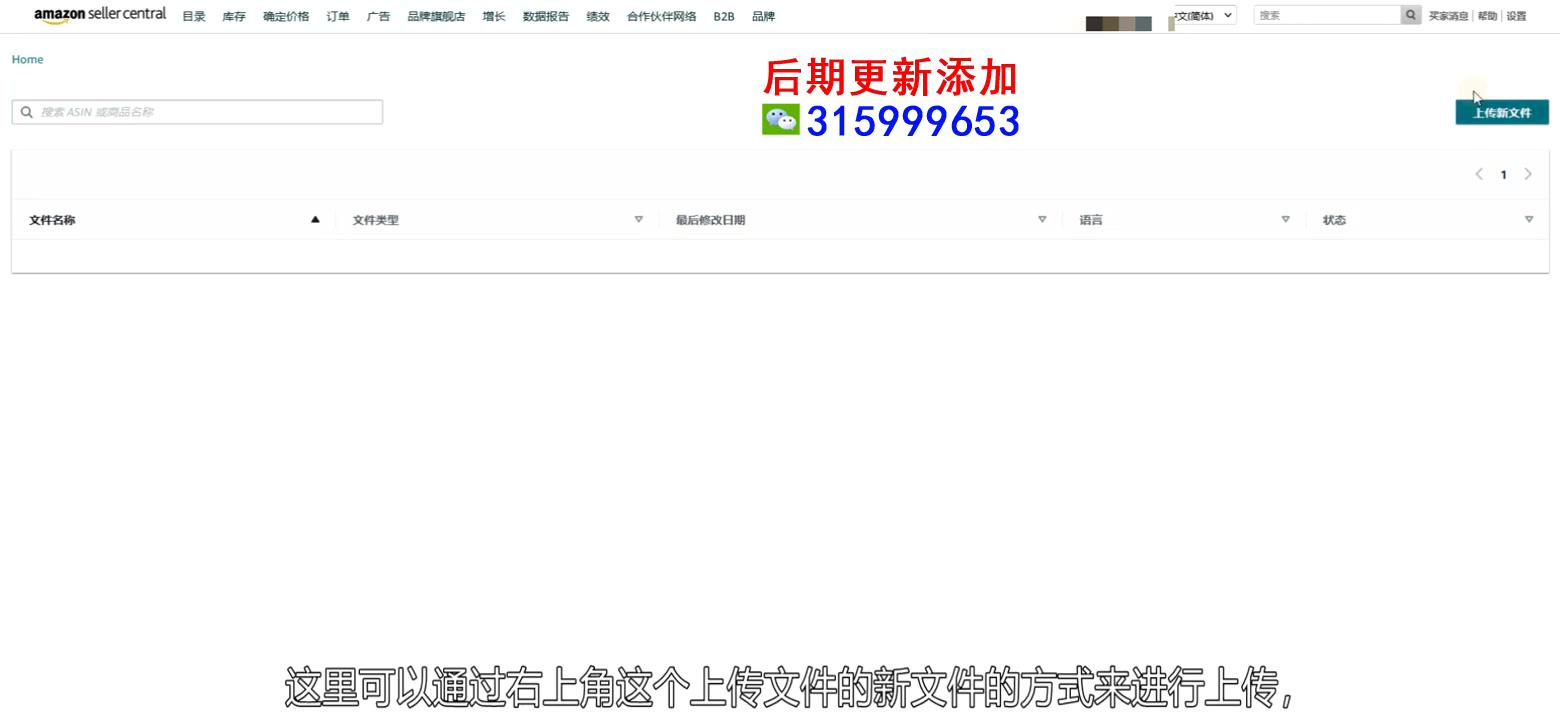 amazon seller central 目录 库存 确定价格 订单 广告 品牌旗舰店 增长 数据报告 绩效 合作伙伴网络 B2B 品牌 文(简体) 搜索 买家消息 | 帮助 | 设置
Home
后期更新添加
搜索 ASIN 或商品名称
315999653
上传新文件
1
文件名称 文件类型 最后修改日期 语言 状态
这里可以通过右上角这个上传文件的新文件的方式来进行上传,